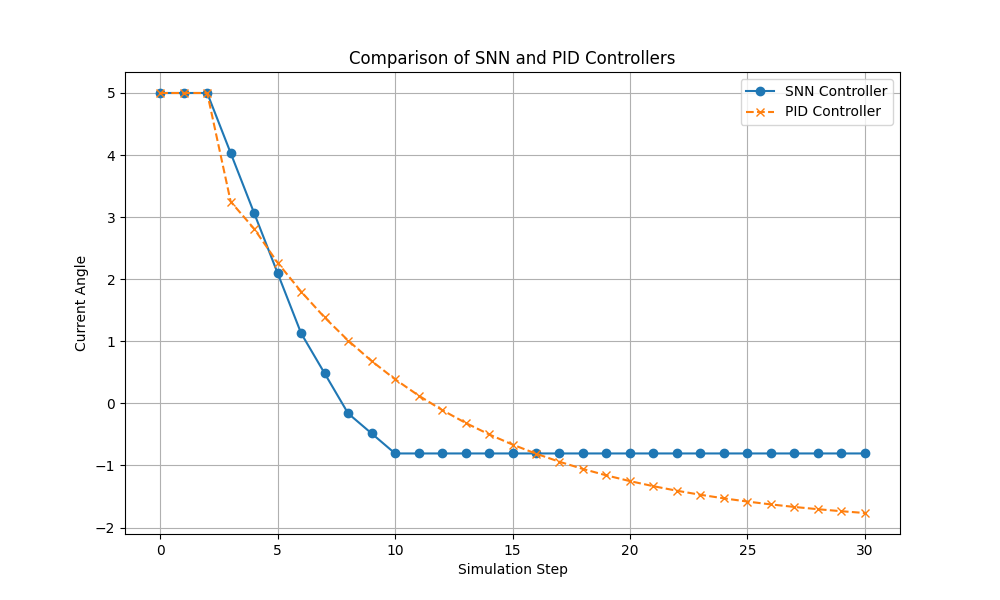 Comparison of SNN and PID Controllers
SNN Controller
PID Controller
Current Angle
5
4
3
2
1
0
−1
−2
0 5 10 15 20 25 30
Simulation Step